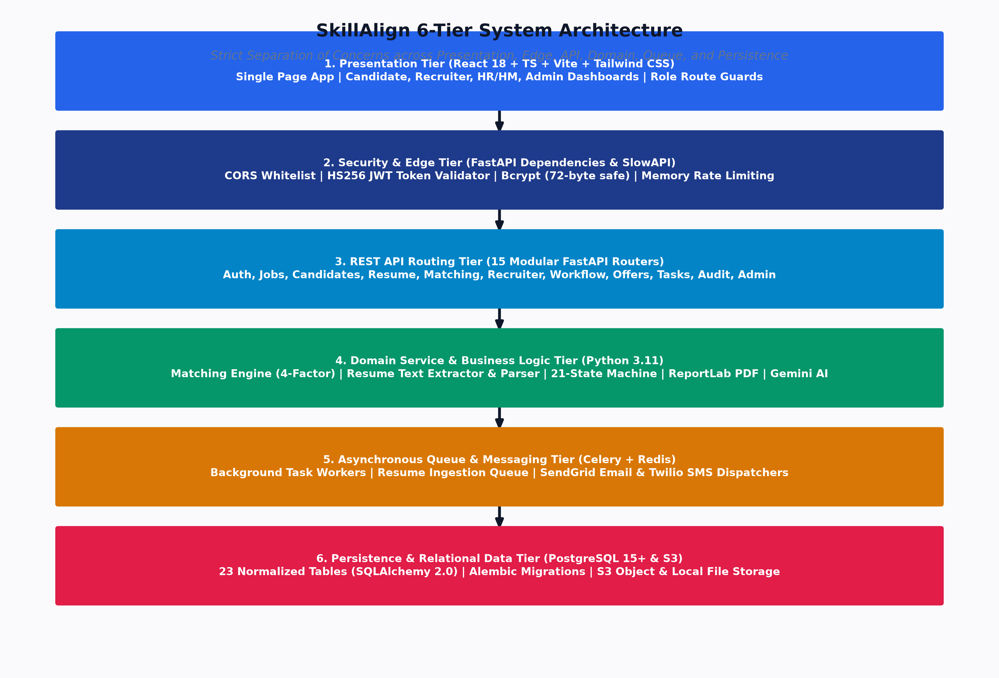 SkillAlign 6-Tier System Architecture
Strict Separation of Concerns across Presentation, Edge, API, Domain, Queue, and Persistence
1. Presentation Tier (React 18 + TS + Vite + Tailwind CSS)
Single Page App | Candidate, Recruiter, HR/HM, Admin Dashboards | Role Route Guards
2. Security & Edge Tier (FastAPI Dependencies & SlowAPI)
CORS Whitelist | HS256 JWT Token Validator | Bcrypt (72-byte safe) | Memory Rate Limiting
3. REST API Routing Tier (15 Modular FastAPI Routers)
Auth, Jobs, Candidates, Resume, Matching, Recruiter, Workflow, Offers, Tasks, Audit, Admin
4. Domain Service & Business Logic Tier (Python 3.11)
Matching Engine (4-Factor) | Resume Text Extractor & Parser | 21-State Machine | ReportLab PDF | Gemini AI
5. Asynchronous Queue & Messaging Tier (Celery + Redis)
Background Task Workers | Resume Ingestion Queue | SendGrid Email & Twilio SMS Dispatchers
6. Persistence & Relational Data Tier (PostgreSQL 15+ & S3)
23 Normalized Tables (SQLAlchemy 2.0) | Alembic Migrations | S3 Object & Local File Storage